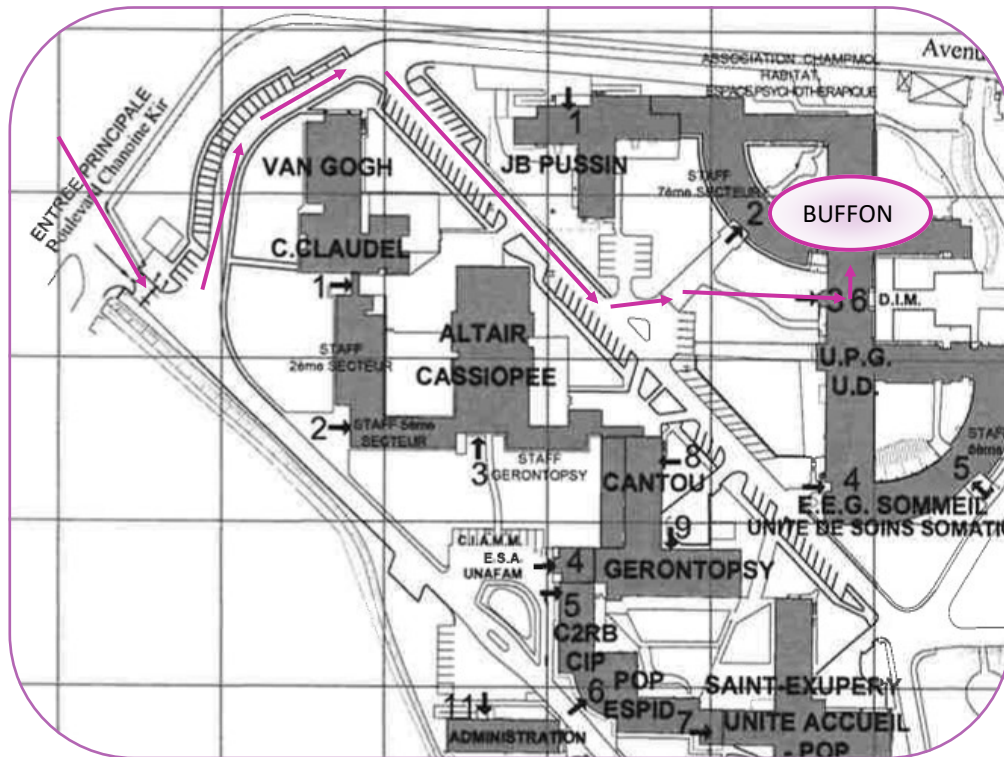 Avenu
ASSOCIATION CHAMPMOL
HABITAT
ESPACE PSYCHOTHERAPIQUE
ENTRÉE PRINCIPALE
Boulevard Chanoine Kir
1
VAN GOGH
JB PUSSIN
STAFF
7ème SECTEUR
2
BUFFON
C.CLAUDEL
1
ALTAIR
3 6
D.I.M.
STAFF
2ème SECTEUR
CASSIOPEE
U.P.G.
U.D.
2
STAFF 5ème
SECTEUR
3
STAFF
GERONTOPSY
8
CANTOU
4
5
STAFF
E.E.G. SOMMEIL
UNITE DE SOINS SOMATIQ
9
C.I.A.M.M.
E.S.A.
UNAFAM
4
GERONTOPSY
5
C2RB
CIP
6
POP
ESPID
SAINT-EXUPERY
7
UNITE ACCUEIL
- POP
11
ADMINISTRATION